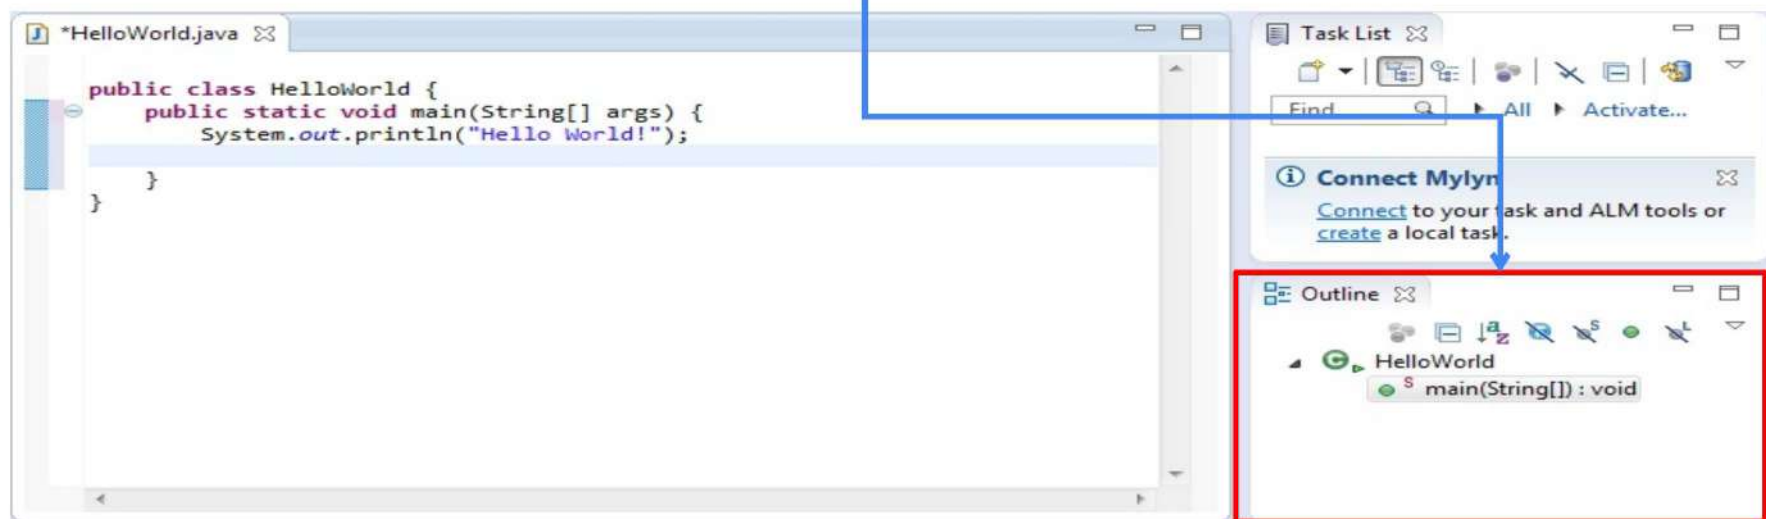 *HelloWorld.java
public class HelloWorld {
public static void main(String[] args) {
System.out.println("Hello World!");
}
}
Task List
Find
All
Activate...
Connect Mylyn
Connect to your task and ALM tools or
create a local task.
Outline
HelloWorld
S main(String[]) : void